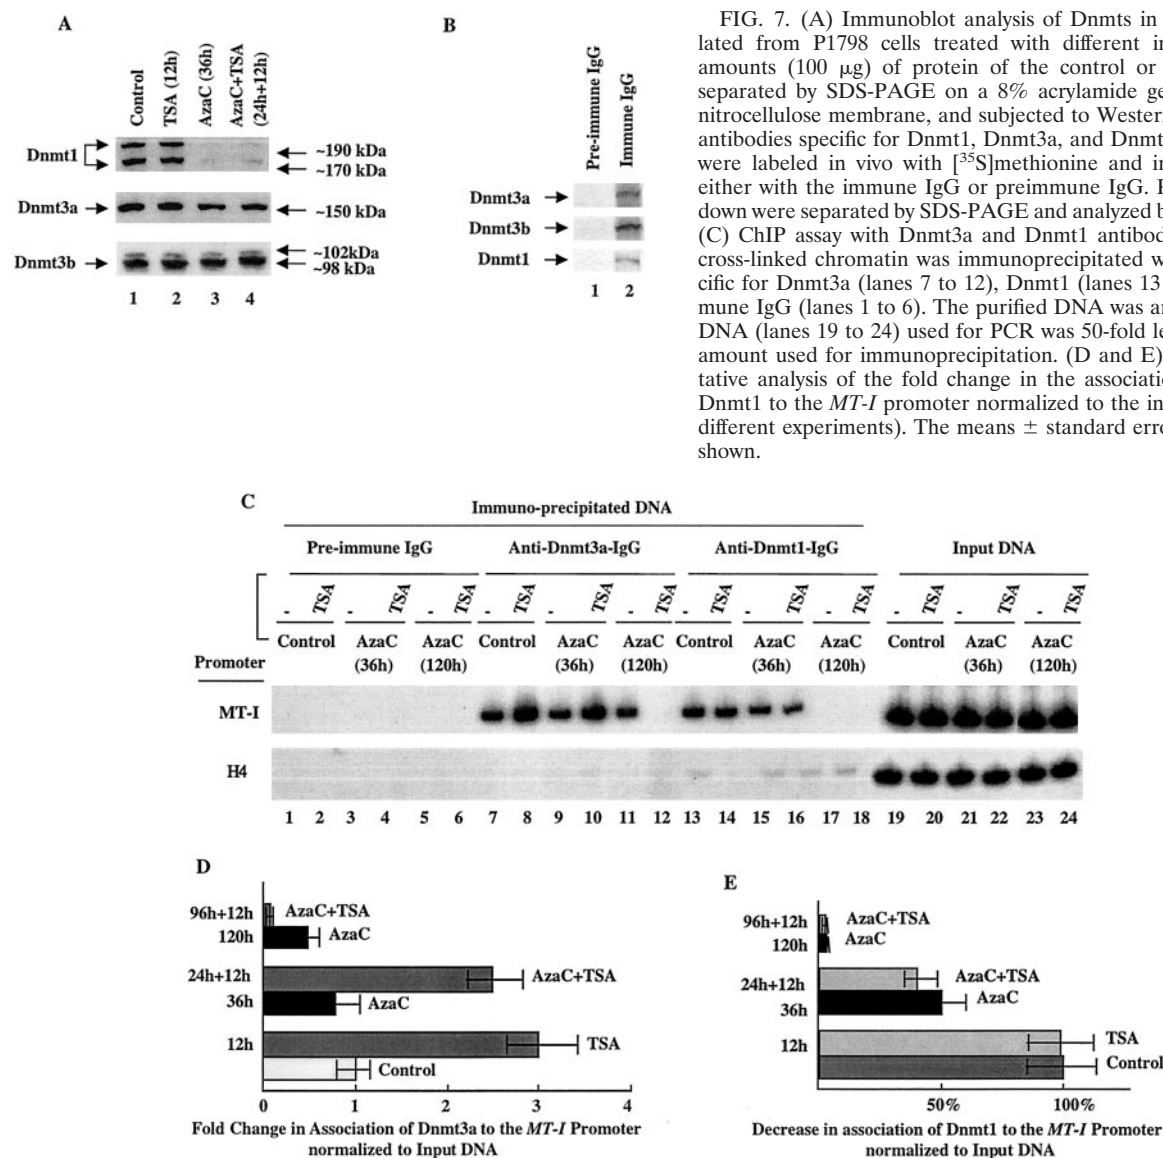 A
Control
TSA (12h)
AzaC (36h)
AzaC+TSA
(24h+12h)
Dnmt1
~190 kDa
~170 kDa
Dnmt3a
~150 kDa
Dnmt3b
~102kDa
~98 kDa
1 2 3 4
B
Pre-immune IgG
Immune IgG
Dnmt3a
Dnmt3b
Dnmt1
1 2
FIG. 7. (A) Immunoblot analysis of Dnmts in
lated from P1798 cells treated with different in
amounts (100 μg) of protein of the control or
separated by SDS-PAGE on a 8% acrylamide ge
nitrocellulose membrane, and subjected to Wester
antibodies specific for Dnmt1, Dnmt3a, and Dnmt
were labeled in vivo with [³⁵S]methionine and in
either with the immune IgG or preimmune IgG.
down were separated by SDS-PAGE and analyzed b
(C) ChIP assay with Dnmt3a and Dnmt1 antibod
cross-linked chromatin was immunoprecipitated w
cific for Dnmt3a (lanes 7 to 12), Dnmt1 (lanes 13
mune IgG (lanes 1 to 6). The purified DNA was an
DNA (lanes 19 to 24) used for PCR was 50-fold le
amount used for immunoprecipitation. (D and E)
tative analysis of the fold change in the associatio
Dnmt1 to the MT-I promoter normalized to the in
different experiments). The means ± standard erro
shown.
C
Immuno-precipitated DNA
Pre-immune IgG Anti-Dnmt3a-IgG Anti-Dnmt1-IgG Input DNA
- TSA - TSA - TSA - TSA - TSA - TSA - TSA - TSA - TSA - TSA - TSA - TSA
Control AzaC AzaC Control AzaC AzaC Control AzaC AzaC Control AzaC AzaC
Promoter (36h) (120h) (36h) (120h) (36h) (120h) (36h) (120h)
MT-I
H4
1 2 3 4 5 6 7 8 9 10 11 12 13 14 15 16 17 18 19 20 21 22 23 24
D
96h+12h AzaC+TSA
120h AzaC
24h+12h AzaC+TSA
36h AzaC
12h TSA
Control
0 1 2 3 4
Fold Change in Association of Dnmt3a to the MT-I Promoter
normalized to Input DNA
E
96h+12h AzaC+TSA
120h AzaC
24h+12h AzaC+TSA
36h AzaC
12h TSA
Control
50% 100%
Decrease in association of Dnmt1 to the MT-I Promoter
normalized to Input DNA